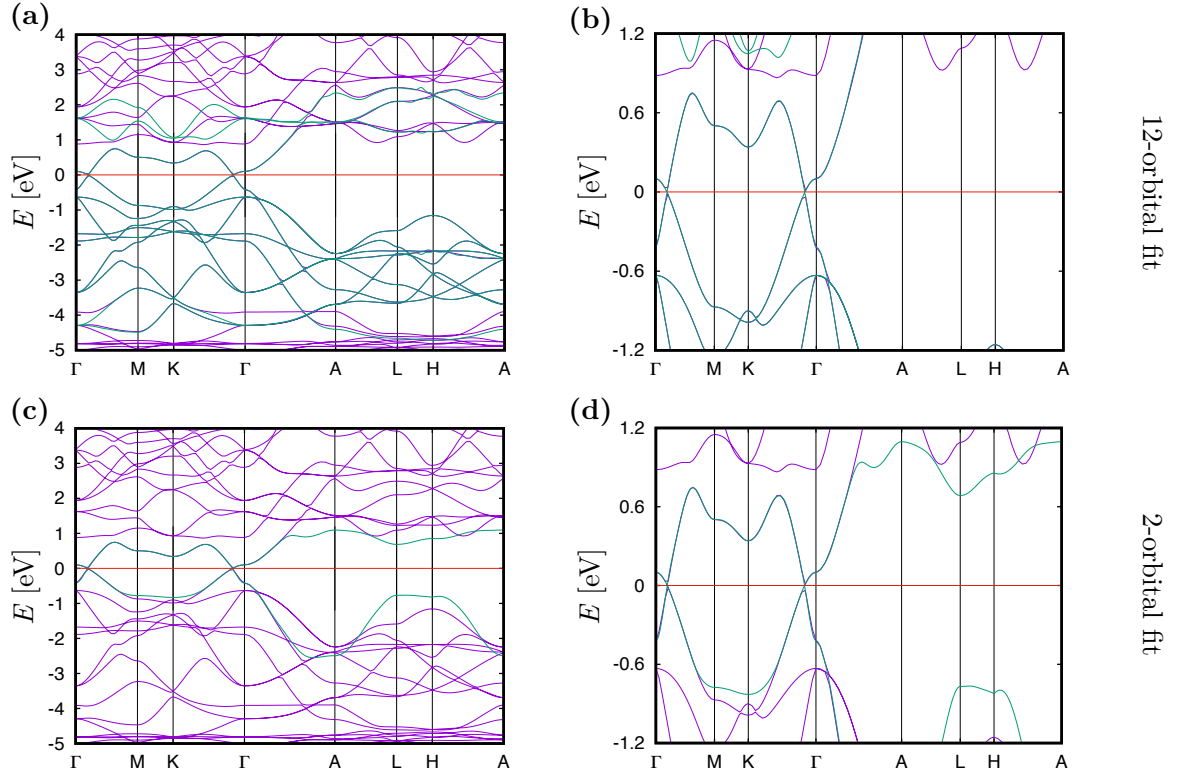 (a)
(b)
4
3
2
1
0
-1
-2
-3
-4
-5
E [eV]
Γ M K Γ A L H A
1.2
0.6
0
-0.6
-1.2
E [eV]
Γ M K Γ A L H A
12-orbital fit
(c)
(d)
4
3
2
1
0
-1
-2
-3
-4
-5
E [eV]
Γ M K Γ A L H A
1.2
0.6
0
-0.6
-1.2
E [eV]
Γ M K Γ A L H A
2-orbital fit